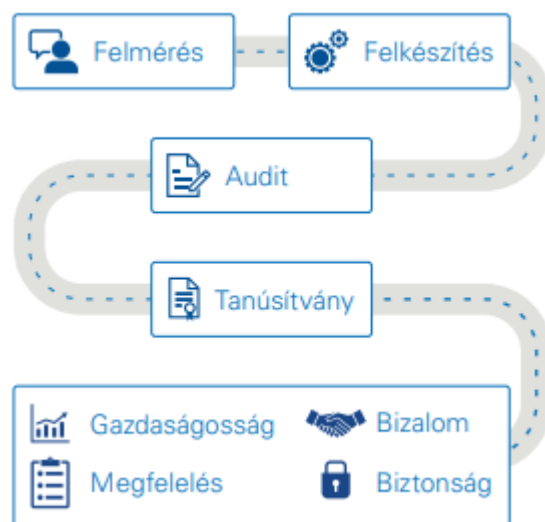 Felmérés
Felkészítés
Audit
Tanúsítvány
Gazdaságosság
Bizalom
Megfelelés
Biztonság